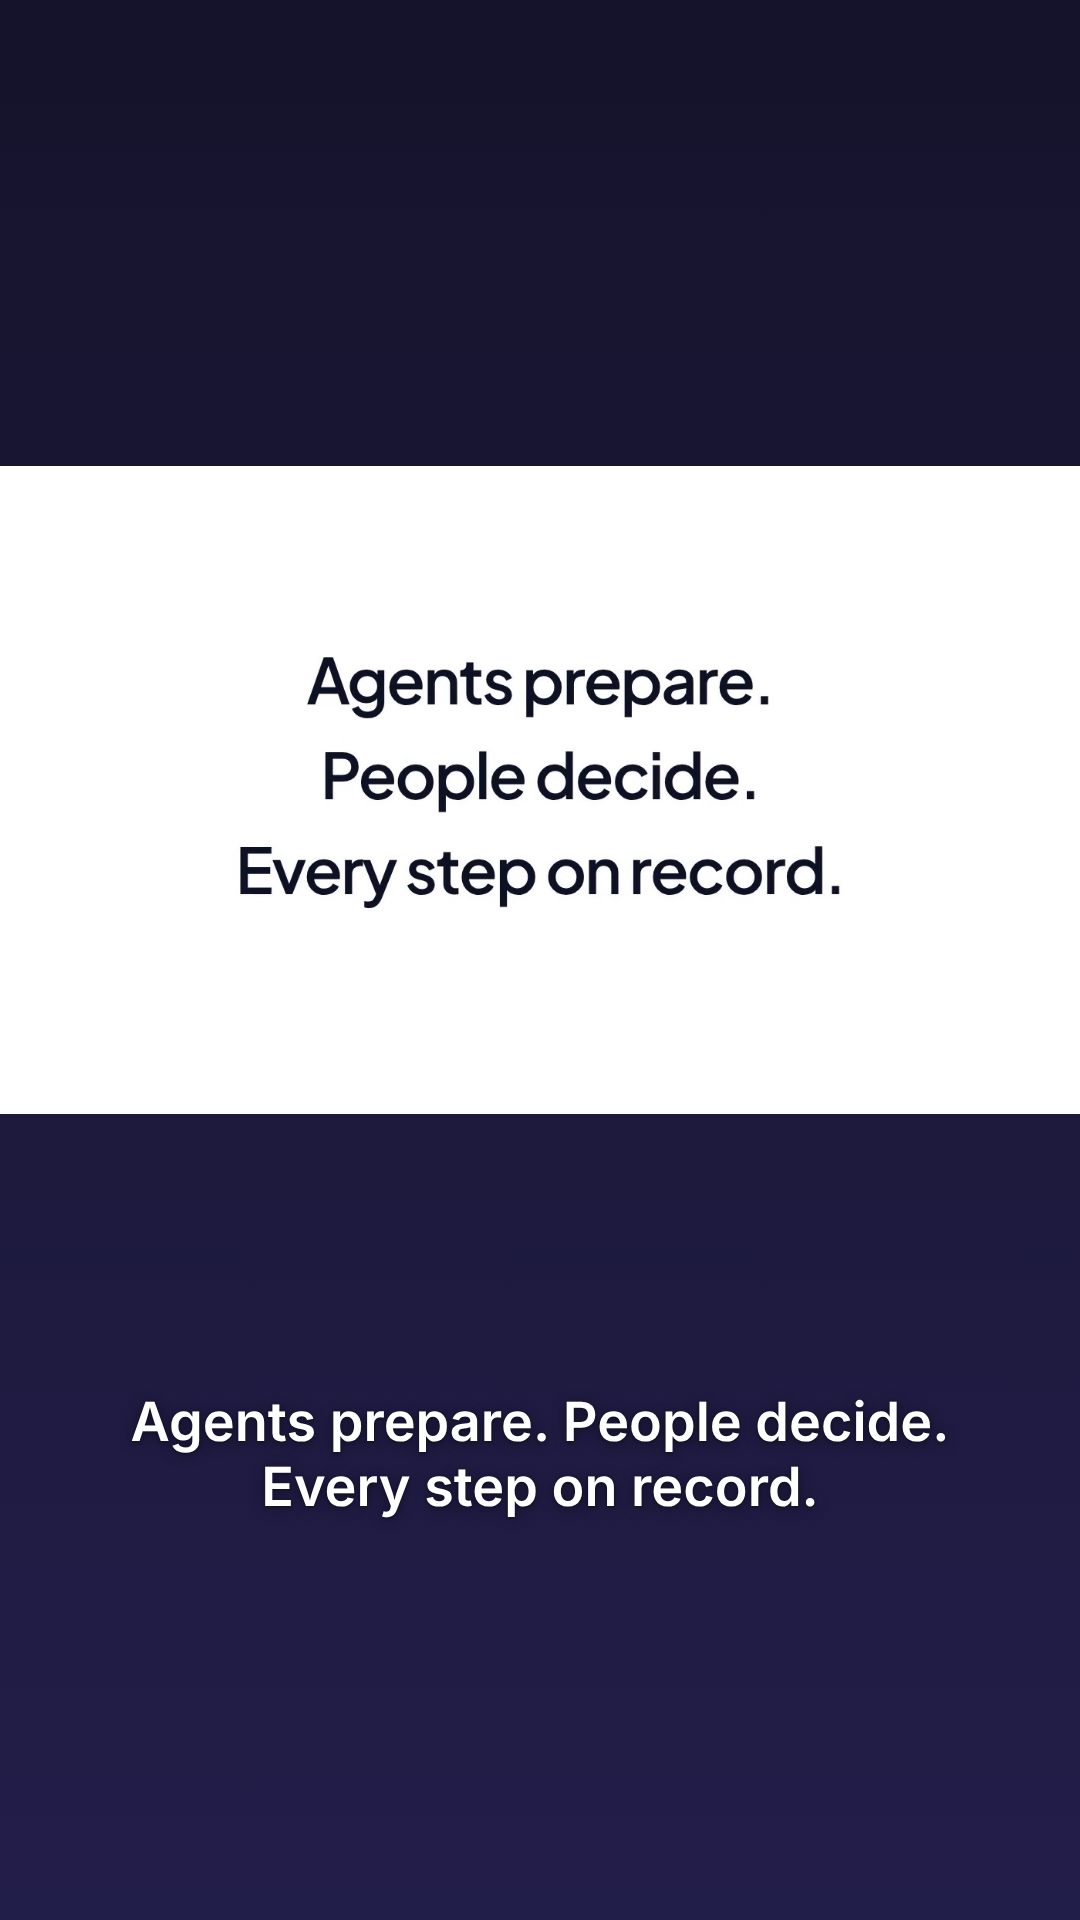 Agents prepare.
People decide.
Every step on record.
Agents prepare. People decide.
Every step on record.